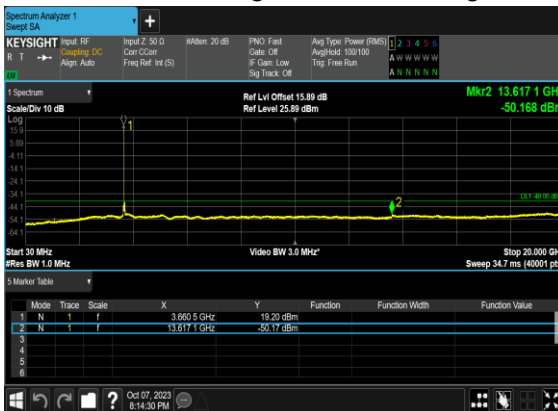 Spectrum Analyzer 1
Swept SA
KEYSIGHT Input: RF Input Z: 50 Ω #Atten: 20 dB PNO: Fast Avg Type: Power (RMS) 1 2 3 4 5 6
R T Coupling: DC Corr CCorr Gate: Off Avg|Hold: 100/100 A W W W W W
Align: Auto Freq Ref: Int (S) IF Gain: Low Trig: Free Run
Sig Track: Off A N N N N N
LV
1 Spectrum Ref Lvl Offset 15.89 dB Mkr2 13.617 1 GH
Scale/Div 10 dB Ref Level 25.89 dBm -50.168 dBr
Log
15.9
5.89
-4.11
-14.1
-24.1
-34.1
-44.1
-54.1
-64.1
1
2
DL1 -40.00 dB
Start 30 MHz Video BW 3.0 MHz* Stop 20.000 GH
#Res BW 1.0 MHz Sweep 34.7 ms (40001 pt
5 Marker Table
Mode Trace Scale X Y Function Function Width Function Value
1 N 1 f 3.660 5 GHz 19.20 dBm
2 N 1 f 13.617 1 GHz -50.17 dBm
3
4
5
6
? Oct 07, 2023
8:14:30 PM